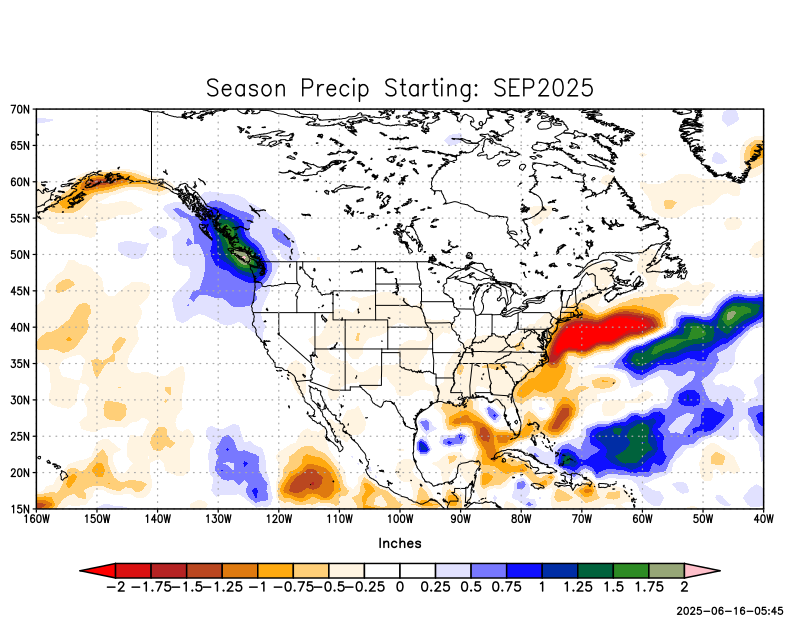 Season Precip Starting: SEP2025
70N
65N
60N
55N
50N
45N
40N
35N
30N
25N
20N
15N
160W 150W 140W 130W 120W 110W 100W 90W 80W 70W 60W 50W 40W
Inches
-2 -1.75 -1.5 -1.25 -1 -0.75 -0.5 -0.25 0 0.25 0.5 0.75 1 1.25 1.5 1.75 2
2025-06-16-05:45